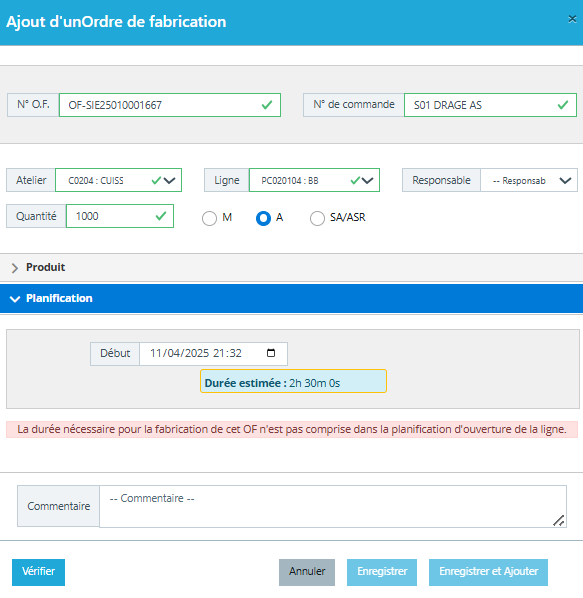 Ajout d'unOrdre de fabrication
×
N° O.F. OF-SIE25010001667 N° de commande S01 DRAGE AS
Atelier C0204 : CUISS Ligne PC020104 : BB Responsable -- Responsab
Quantité 1000 M A SA/ASR
Produit
Planification
Début 11/04/2025 21:32
Durée estimée : 2h 30m 0s
La durée nécessaire pour la fabrication de cet OF n'est pas comprise dans la planification d'ouverture de la ligne.
Commentaire -- Commentaire --
Vérifier Annuler Enregistrer Enregistrer et Ajouter